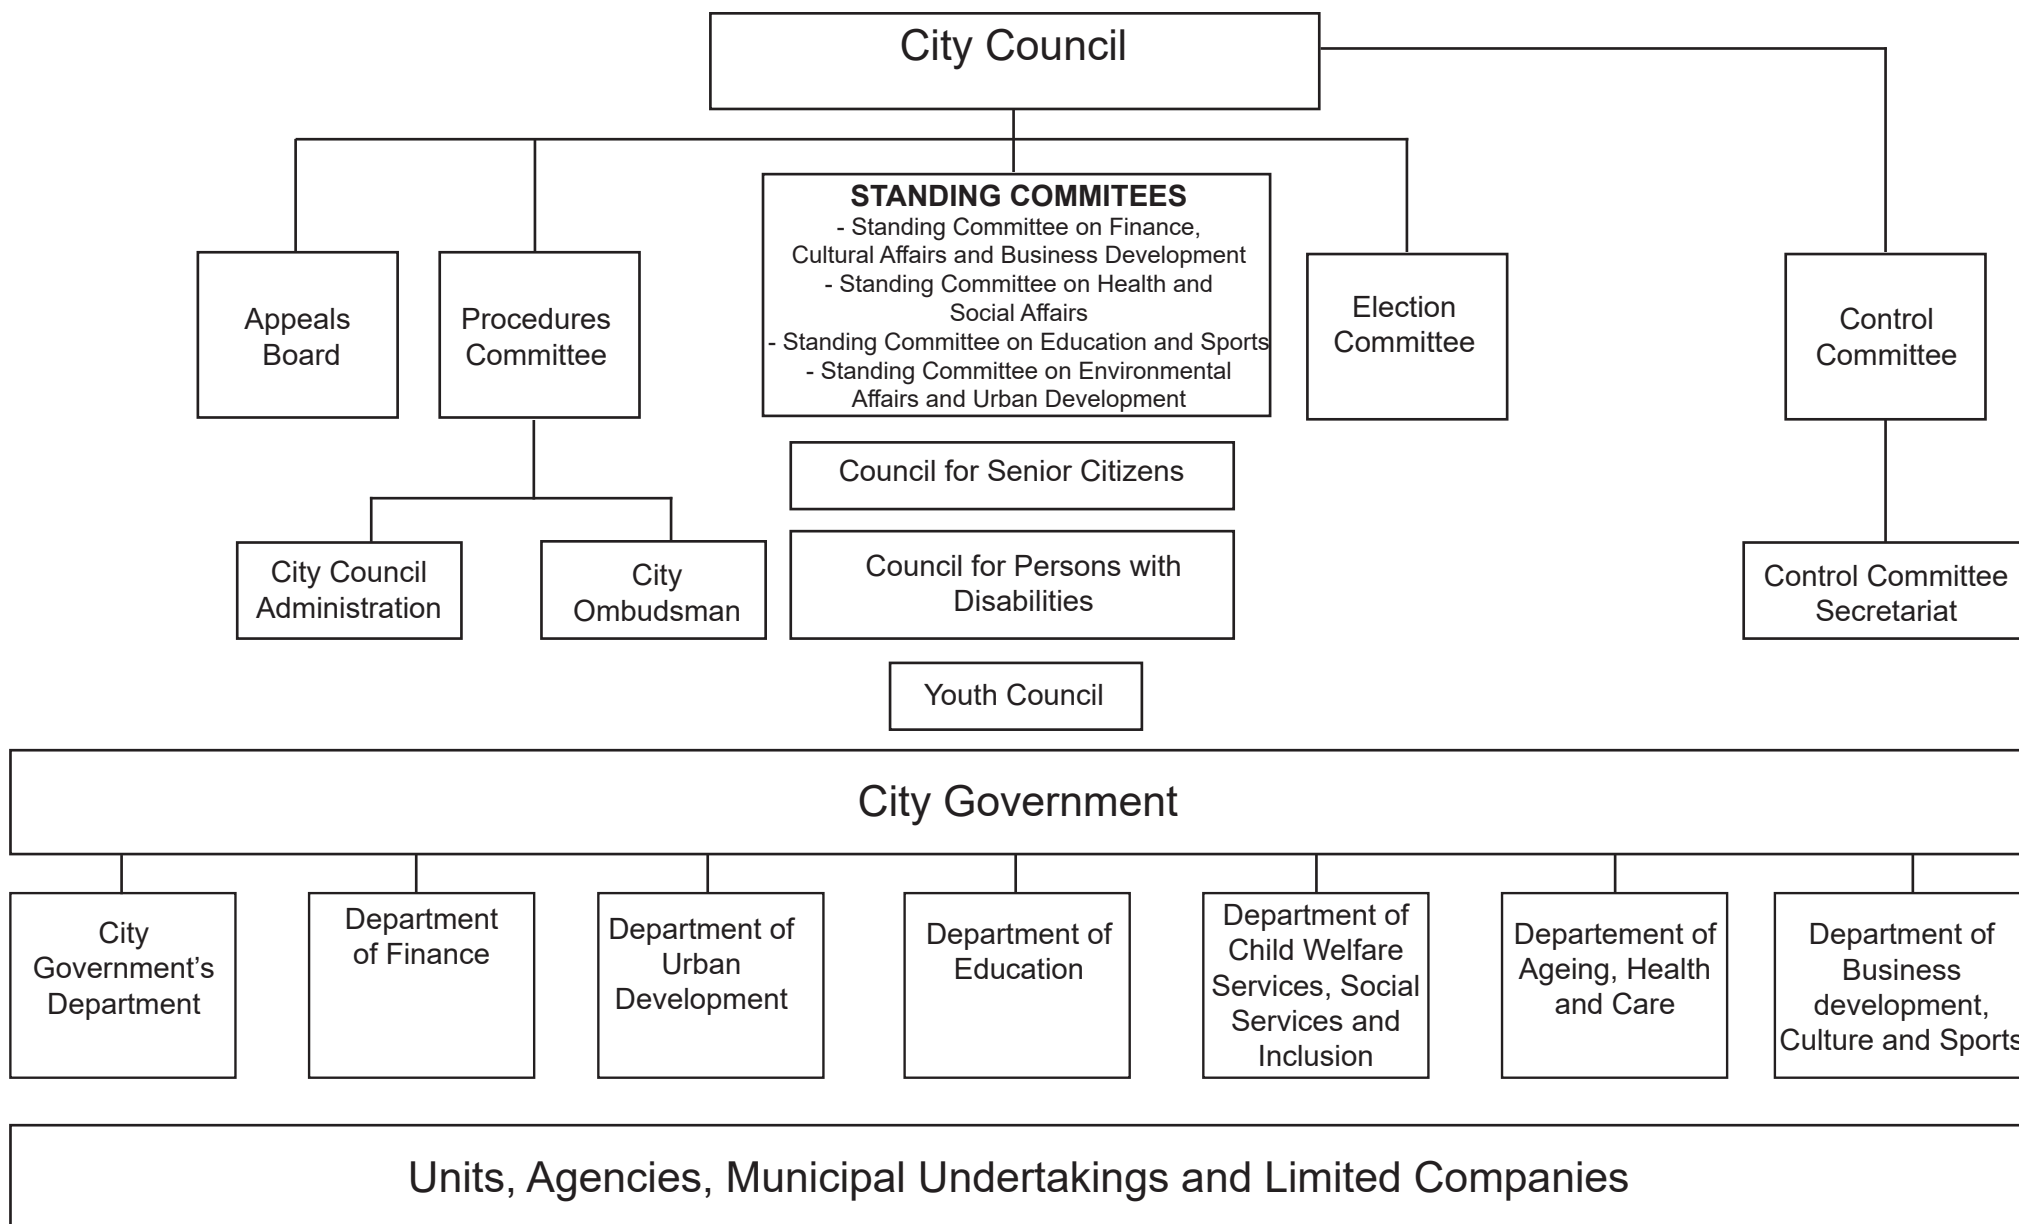 City Council
STANDING COMMITEES
- Standing Committee on Finance,
Cultural Affairs and Business Development
- Standing Committee on Health and
Social Affairs
- Standing Committee on Education and Sports
- Standing Committee on Environmental
Affairs and Urban Development
Appeals
Board
Procedures
Committee
Election
Committee
Control
Committee
Council for Senior Citizens
City Council
Administration
City
Ombudsman
Council for Persons with
Disabilities
Control Committee
Secretariat
Youth Council
City Government
City
Government’s
Department
Department
of Finance
Department of
Urban
Development
Department of
Education
Department of
Child Welfare
Services, Social
Services and
Inclusion
Departement of
Ageing, Health
and Care
Department of
Business
development,
Culture and Sports
Units, Agencies, Municipal Undertakings and Limited Companies